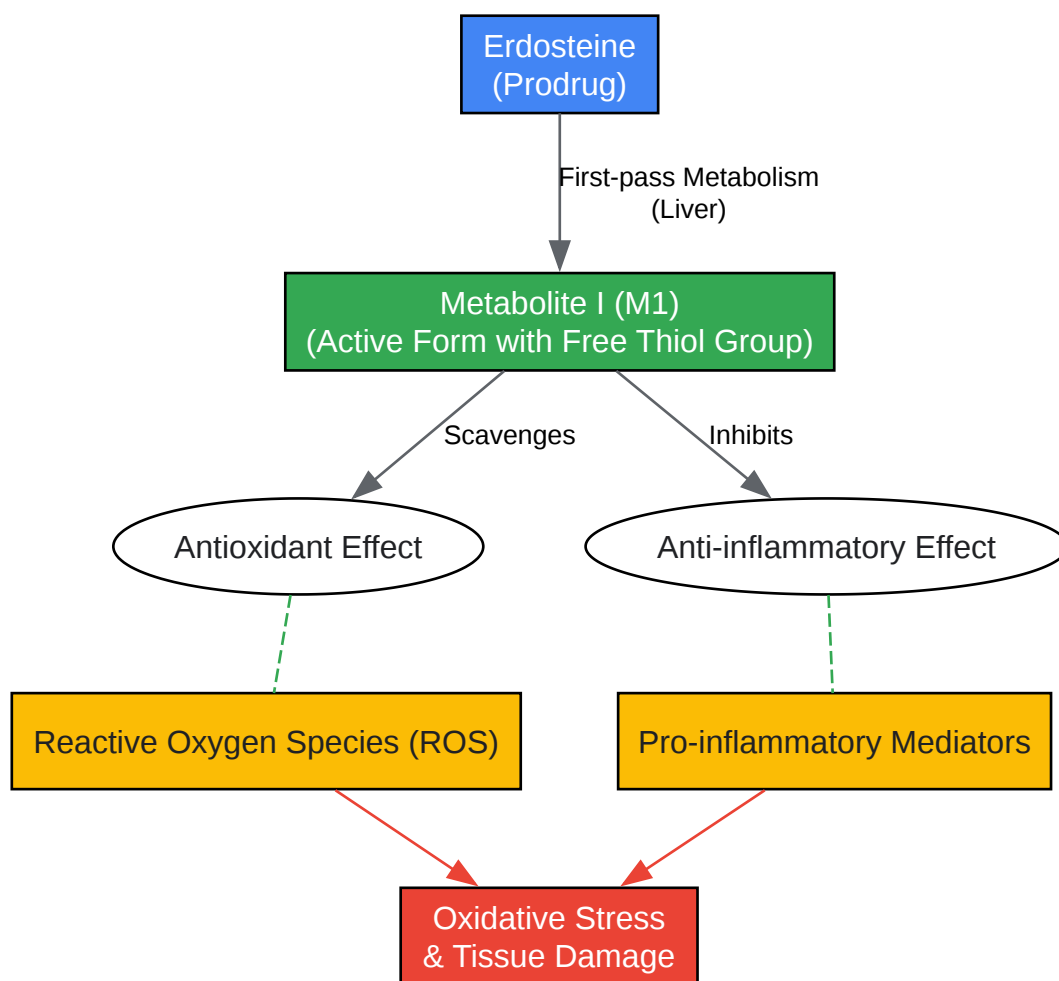 Erdosteine
(Prodrug)
First-pass Metabolism
(Liver)
Metabolite I (M1)
(Active Form with Free Thiol Group)
Scavenges
Inhibits
Antioxidant Effect
Anti-inflammatory Effect
Reactive Oxygen Species (ROS)
Pro-inflammatory Mediators
Oxidative Stress
& Tissue Damage